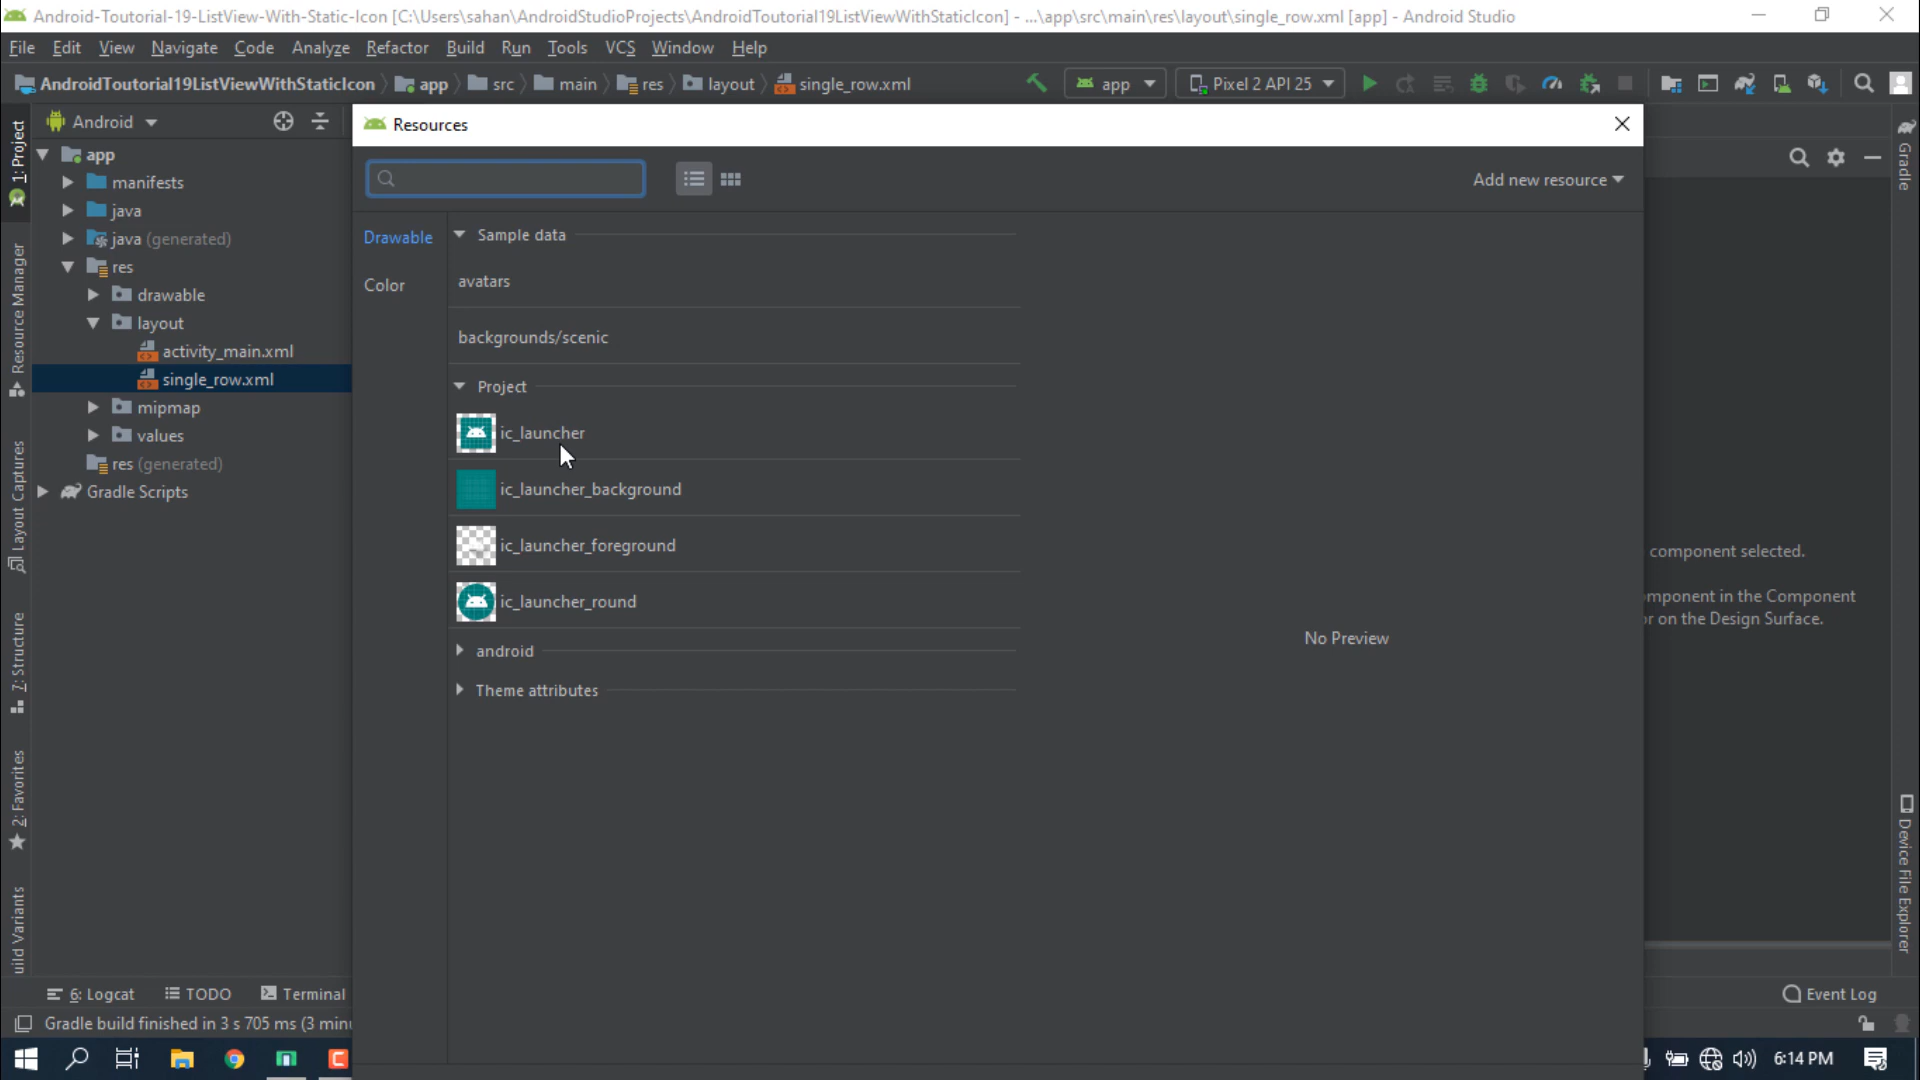 Android-Toutorial-19-ListView-With-Static-Icon [C:\Users\sahan\AndroidStudioProjects\AndroidToutorial19ListViewWithStaticIcon] - ...\app\src\main\res\layout\single_row.xml [app] - Android Studio
File Edit View Navigate Code Analyze Refactor Build Run Tools VCS Window Help
AndroidToutorial19ListViewWithStaticIcon app src main res layout single_row.xml app Pixel 2 API 25
Android
Resources
app
manifests
java
java (generated)
res
drawable
layout
activity_main.xml
single_row.xml
mipmap
values
res (generated)
Gradle Scripts
Add new resource
Drawable
Color
Sample data
avatars
backgrounds/scenic
Project
ic_launcher
ic_launcher_background
ic_launcher_foreground
ic_launcher_round
android
Theme attributes
No Preview
component selected.
mponent in the Component
or on the Design Surface.
1: Project
Resource Manager
Layout Captures
7: Structure
2: Favorites
uild Variants
Gradle
Device File Explorer
6: Logcat TODO Terminal
Event Log
Gradle build finished in 3 s 705 ms (3 minu
6:14 PM